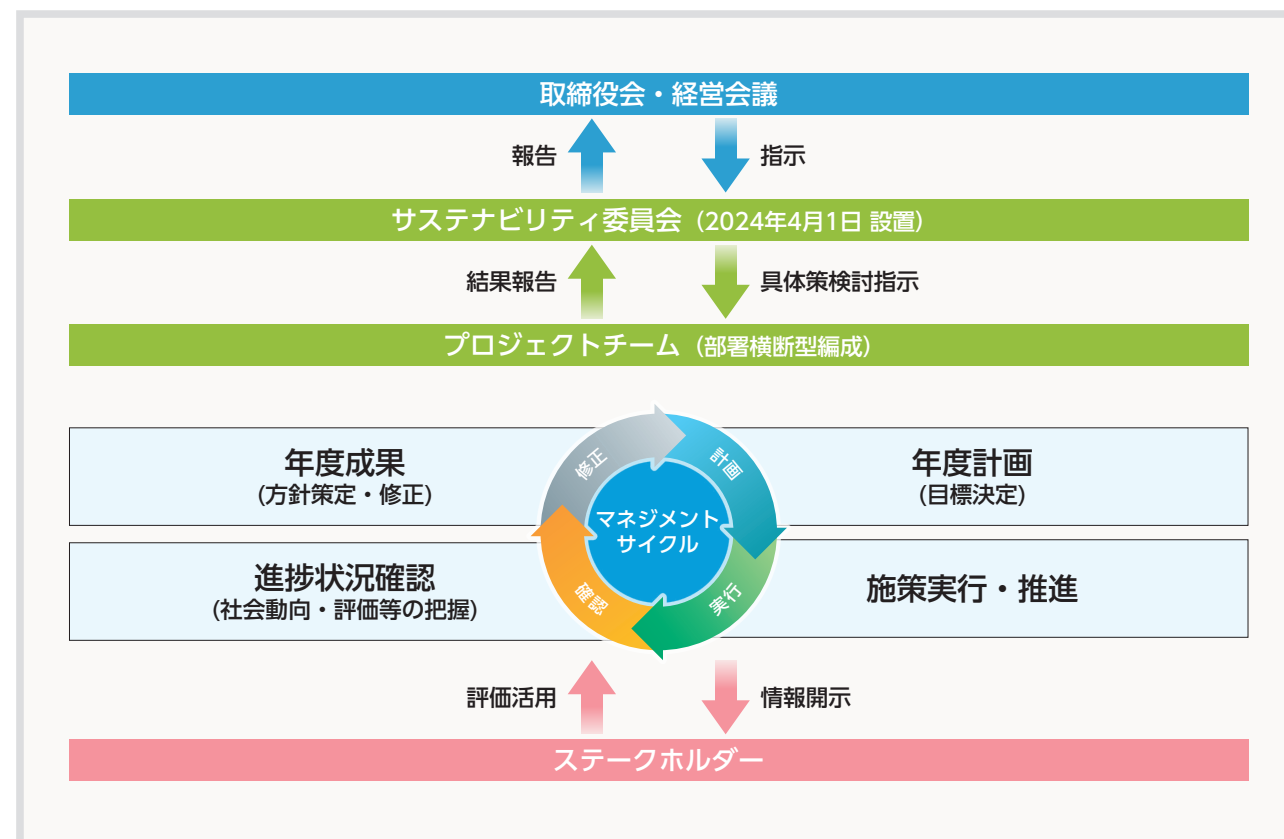 取締役会・経営会議
報告
指示
サステナビリティ委員会（2024年4月1日 設置）
結果報告
具体策検討指示
プロジェクトチーム（部署横断型編成）
年度成果
(方針策定・修正)
修正
計画
年度計画
(目標決定)
マネジメント
サイクル
進捗状況確認
(社会動向・評価等の把握)
確認
実行
施策実行・推進
評価活用
情報開示
ステークホルダー